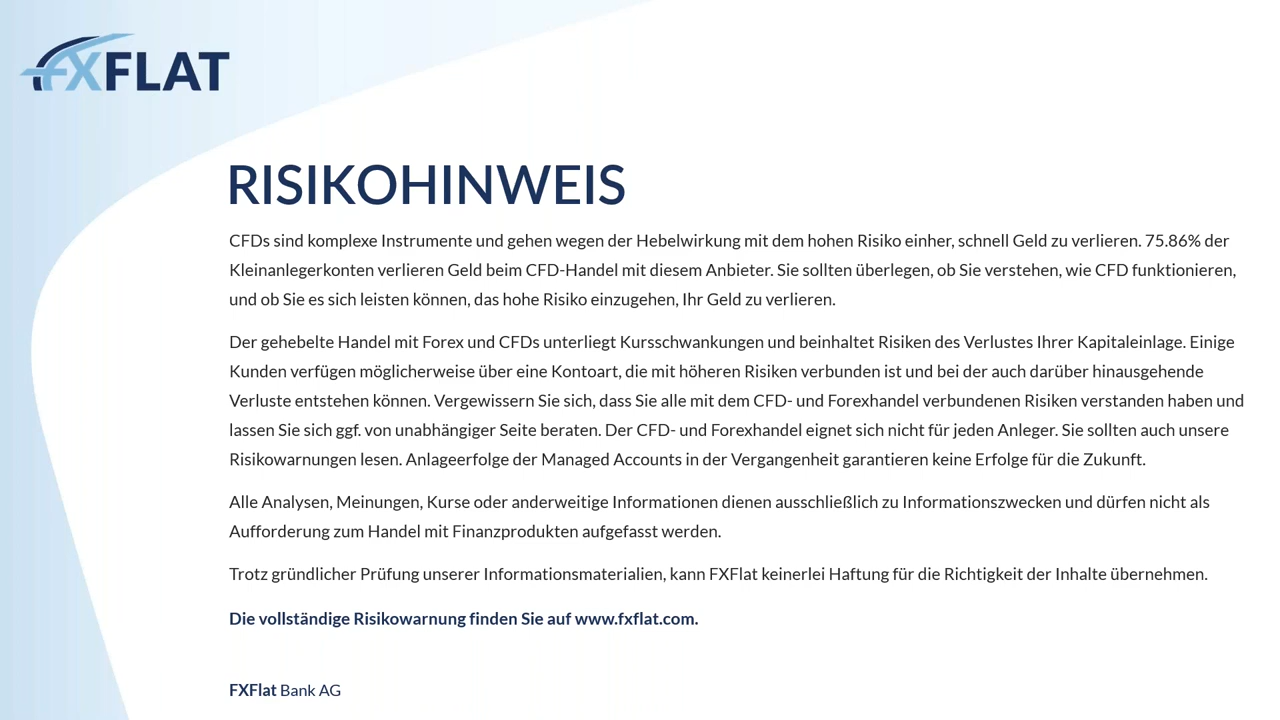 FXFLAT
RISIKOHINWEIS
CFDs sind komplexe Instrumente und gehen wegen der Hebelwirkung mit dem hohen Risiko einher, schnell Geld zu verlieren. 75.86% der
Kleinanlegerkonten verlieren Geld beim CFD-Handel mit diesem Anbieter. Sie sollten überlegen, ob Sie verstehen, wie CFD funktionieren,
und ob Sie es sich leisten können, das hohe Risiko einzugehen, Ihr Geld zu verlieren.
Der gehebelte Handel mit Forex und CFDs unterliegt Kursschwankungen und beinhaltet Risiken des Verlustes Ihrer Kapitaleinlage. Einige
Kunden verfügen möglicherweise über eine Kontoart, die mit höheren Risiken verbunden ist und bei der auch darüber hinausgehende
Verluste entstehen können. Vergewissern Sie sich, dass Sie alle mit dem CFD- und Forexhandel verbundenen Risiken verstanden haben und
lassen Sie sich ggf. von unabhängiger Seite beraten. Der CFD- und Forexhandel eignet sich nicht für jeden Anleger. Sie sollten auch unsere
Risikowarnungen lesen. Anlageerfolge der Managed Accounts in der Vergangenheit garantieren keine Erfolge für die Zukunft.
Alle Analysen, Meinungen, Kurse oder anderweitige Informationen dienen ausschließlich zu Informationszwecken und dürfen nicht als
Aufforderung zum Handel mit Finanzprodukten aufgefasst werden.
Trotz gründlicher Prüfung unserer Informationsmaterialien, kann FXFlat keinerlei Haftung für die Richtigkeit der Inhalte übernehmen.
Die vollständige Risikowarnung finden Sie auf www.fxflat.com.
FXFlat Bank AG